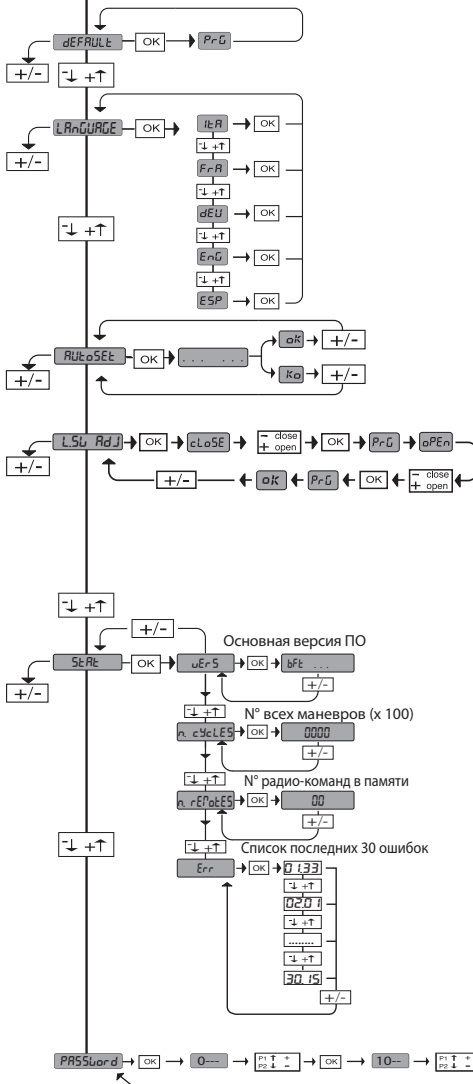 dEFAULt OK PrG
+/-
-↓ +↑
LAnGUAGE OK ItA OK
+/-
-↓ +↑
FrA OK
-↓ +↑
dEU OK
-↓ +↑
-↓ +↑
EnG OK
-↓ +↑
ESP OK
AUtoSEt OK . . . . . . ok +/-
+/-
Ko +/-
L.SW AdJ OK cLoSE - close + open OK PrG oPEn
+/-
+/- ok PrG OK - close + open
-↓ +↑
+/-
Основная версия ПО
StAt OK vErS OK bFt ...
+/-
+/-
-↓ +↑
N° всех маневров (x 100)
n. cYcLES OK 0000
+/-
-↓ +↑
N° радио-команд в памяти
n. rEMotES OK 00
+/-
-↓ +↑
-↓ +↑
Список последних 30 ошибок
Err OK 01.33
-↓ +↑
02.01
-↓ +↑
........
-↓ +↑
30.15
+/-
PASSword OK 0--- P1 ↑ + P2 ↓ - OK 10-- P1 ↑ + P2 ↓ -